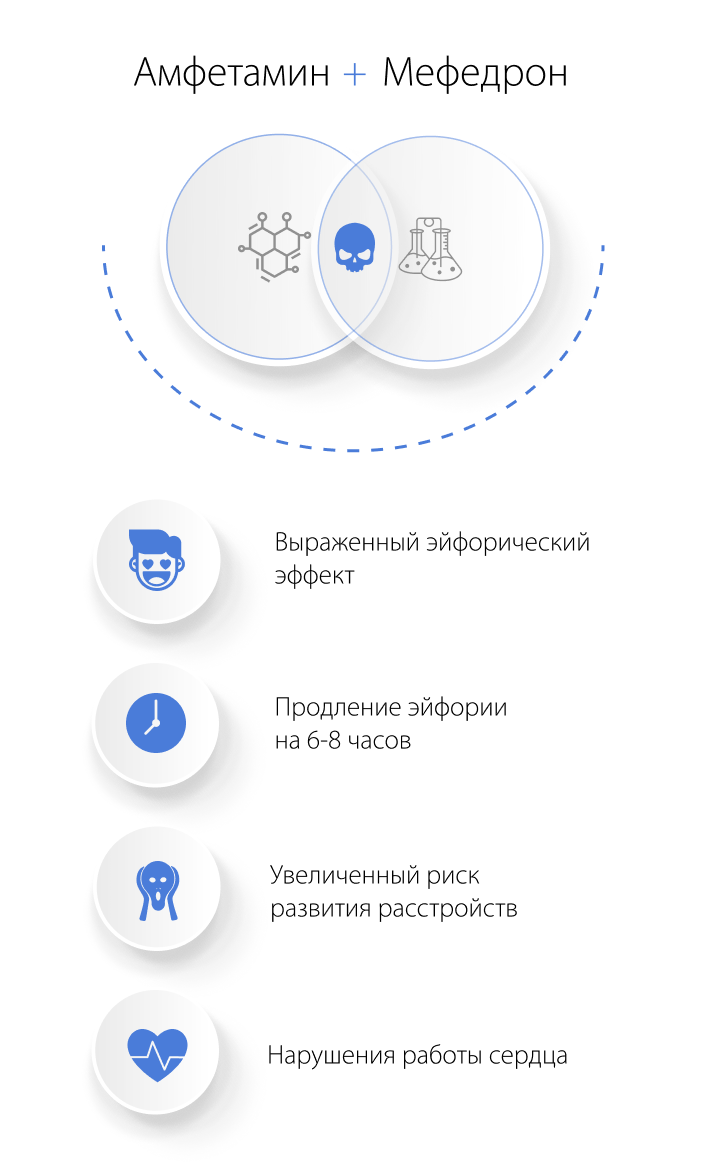 Амфетамин + Мефедрон
Выраженный эйфорический
эффект
Продление эйфории
на 6-8 часов
Увеличенный риск
развития расстройств
Нарушения работы сердца